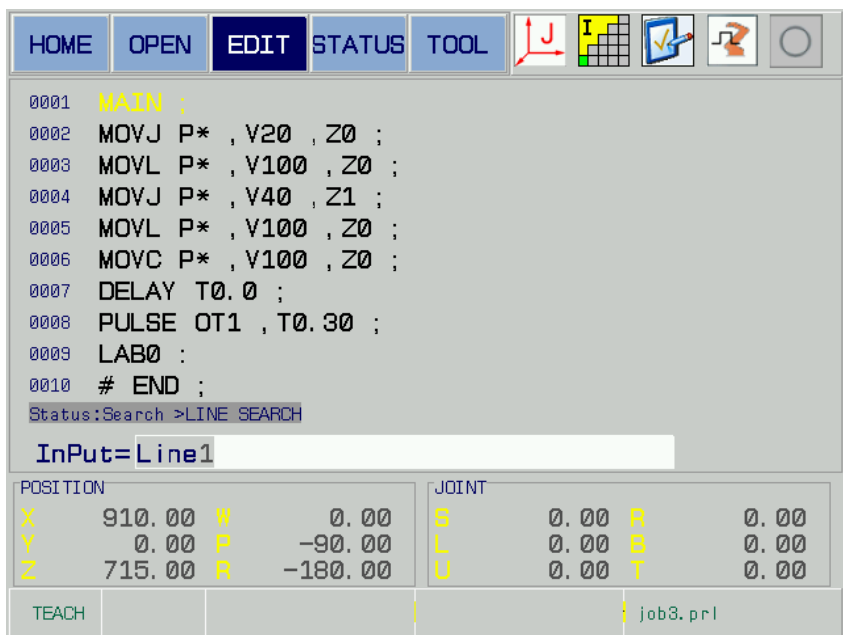 HOME OPEN EDIT STATUS TOOL J I
0001 MAIN ;
0002 MOVJ P* , V20 , Z0 ;
0003 MOVL P* , V100 , Z0 ;
0004 MOVJ P* , V40 , Z1 ;
0005 MOVL P* , V100 , Z0 ;
0006 MOVC P* , V100 , Z0 ;
0007 DELAY T0.0 ;
0008 PULSE OT1 , T0.30 ;
0009 LAB0 :
0010 # END ;
Status:Search >LINE SEARCH
InPut=Line1
POSITION JOINT
X 910.00 W 0.00 S 0.00 R 0.00
Y 0.00 P -90.00 L 0.00 B 0.00
Z 715.00 R -180.00 U 0.00 T 0.00
TEACH job3.prl